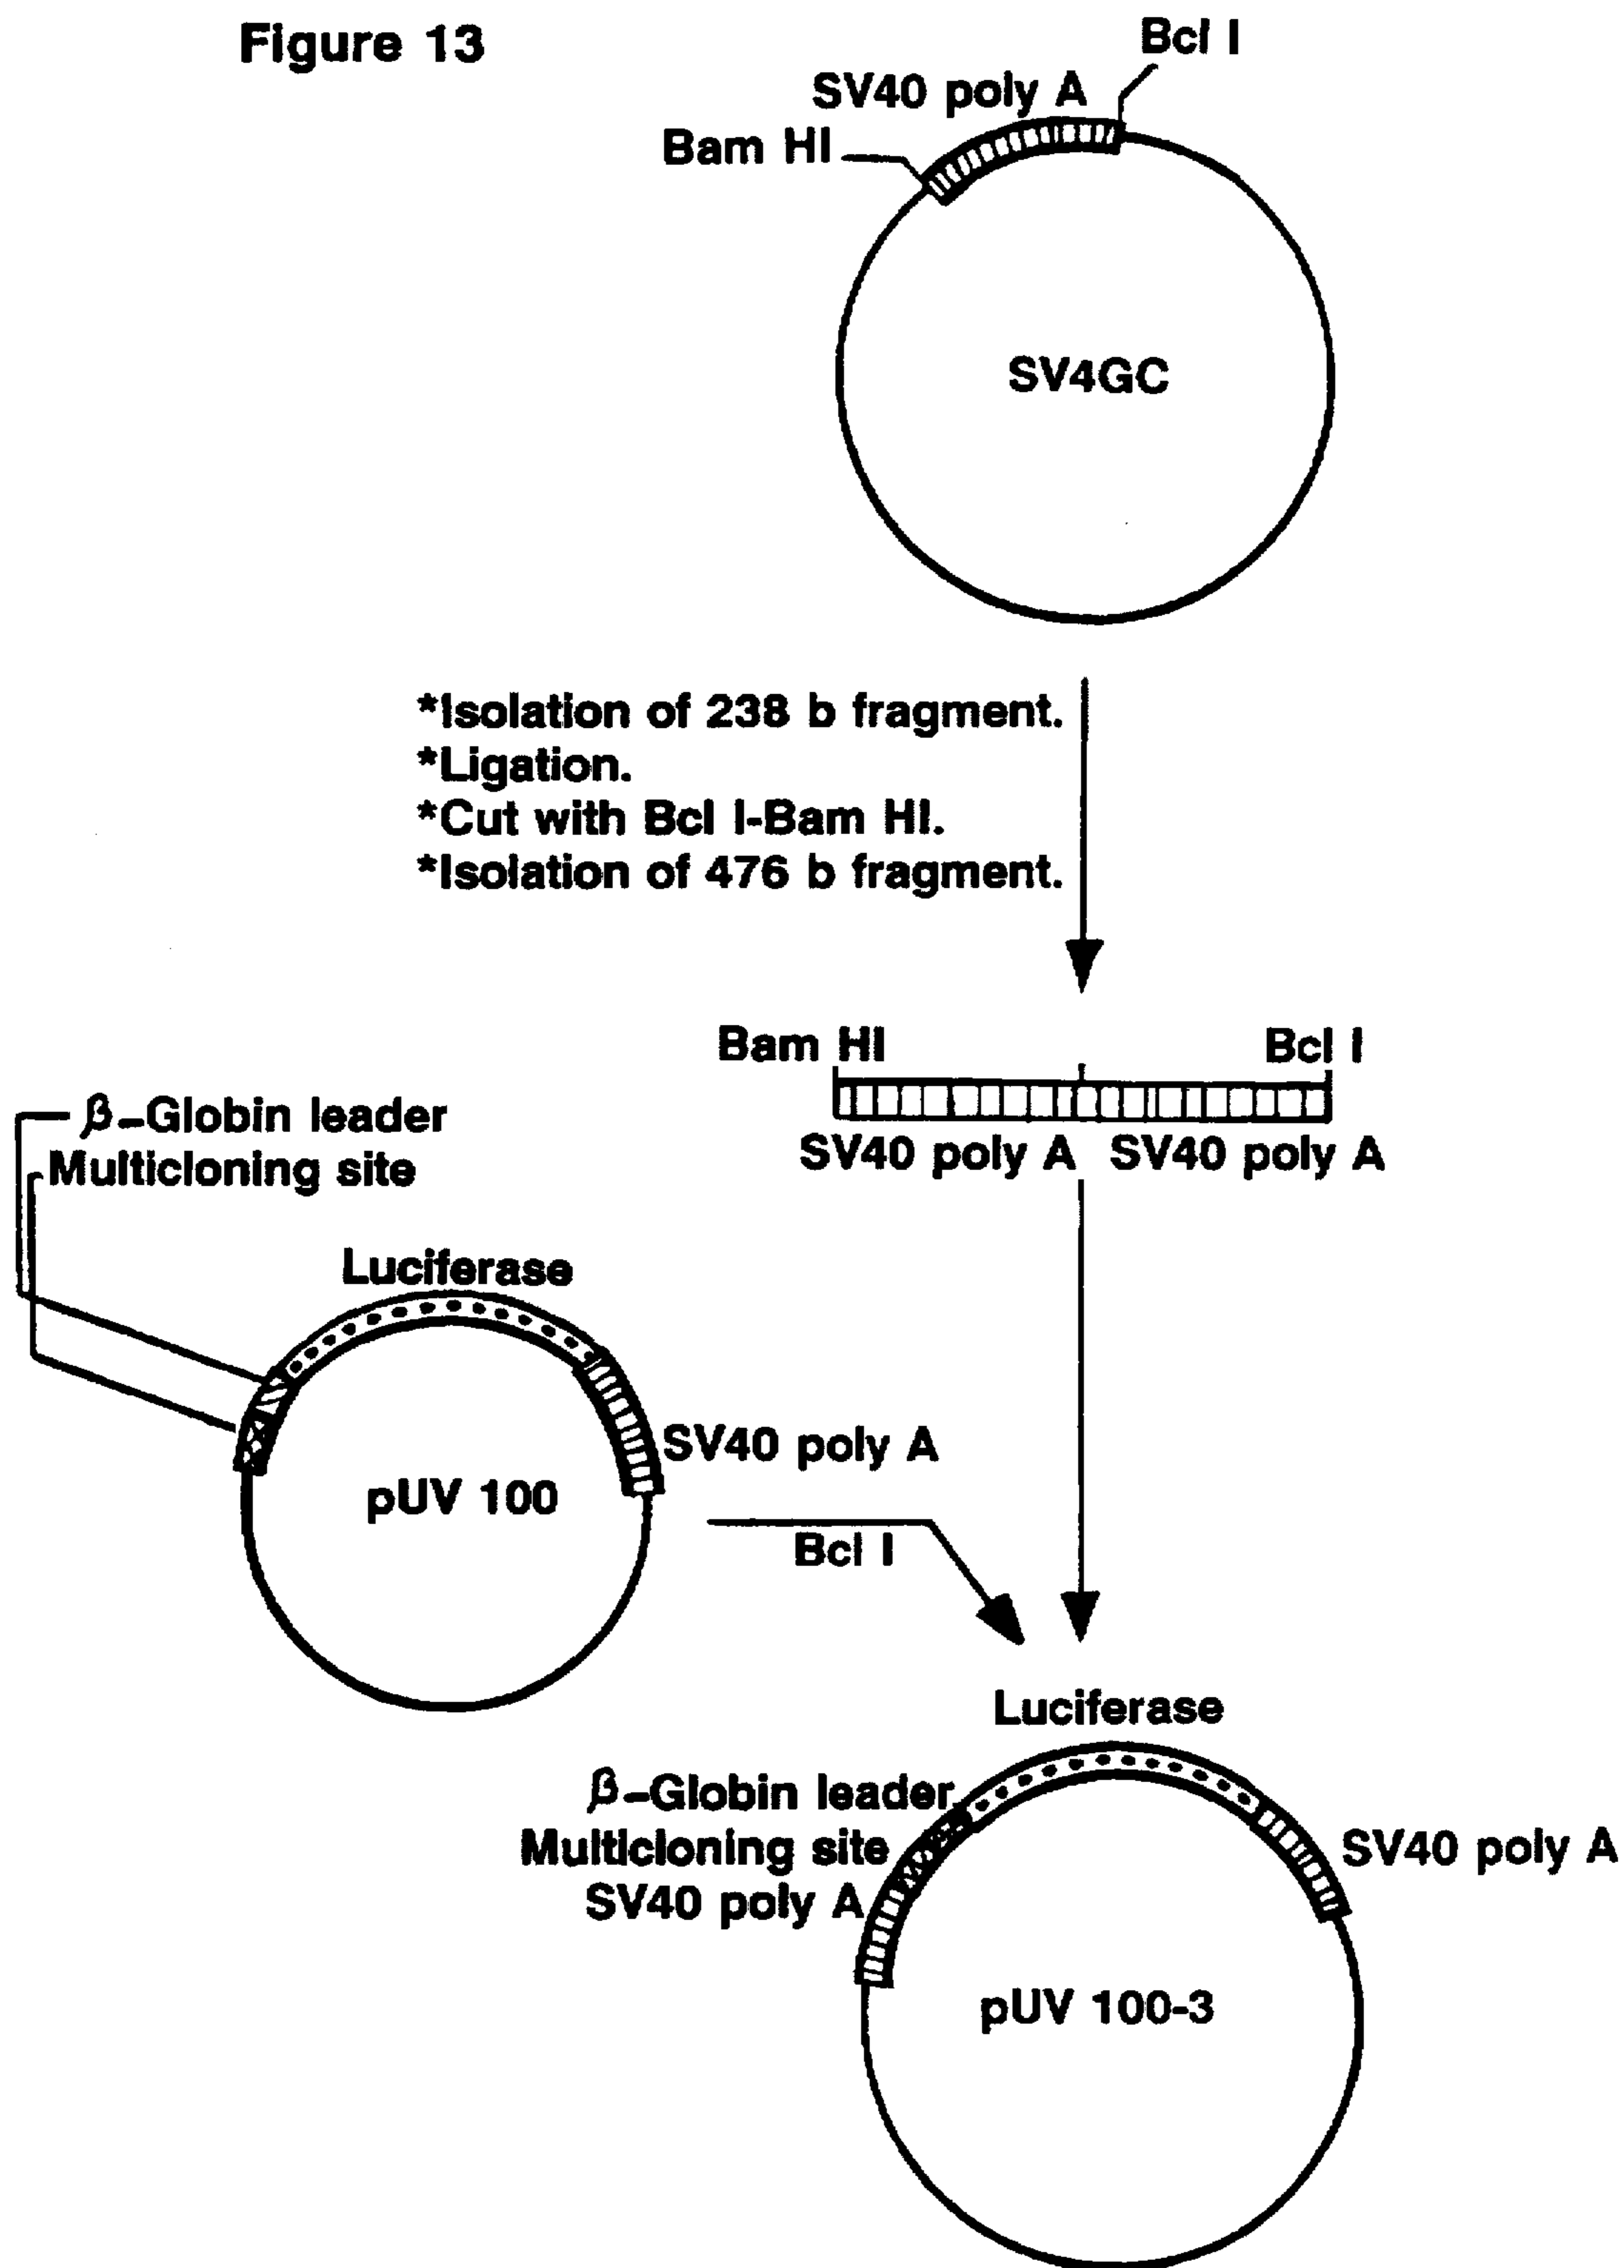 Figure 13
Bcl I
SV40 poly A
Bam HI
SV4GC
*Isolation of 238 b fragment.
*Ligation.
*Cut with Bcl I-Bam HI.
*Isolation of 476 b fragment.
Bam HI
Bcl I
SV40 poly A SV40 poly A
β-Globin leader
Multicloning site
Luciferase
SV40 poly A
pUV 100
Bcl I
Luciferase
β-Globin leader
Multicloning site
SV40 poly A
SV40 poly A
pUV 100-3